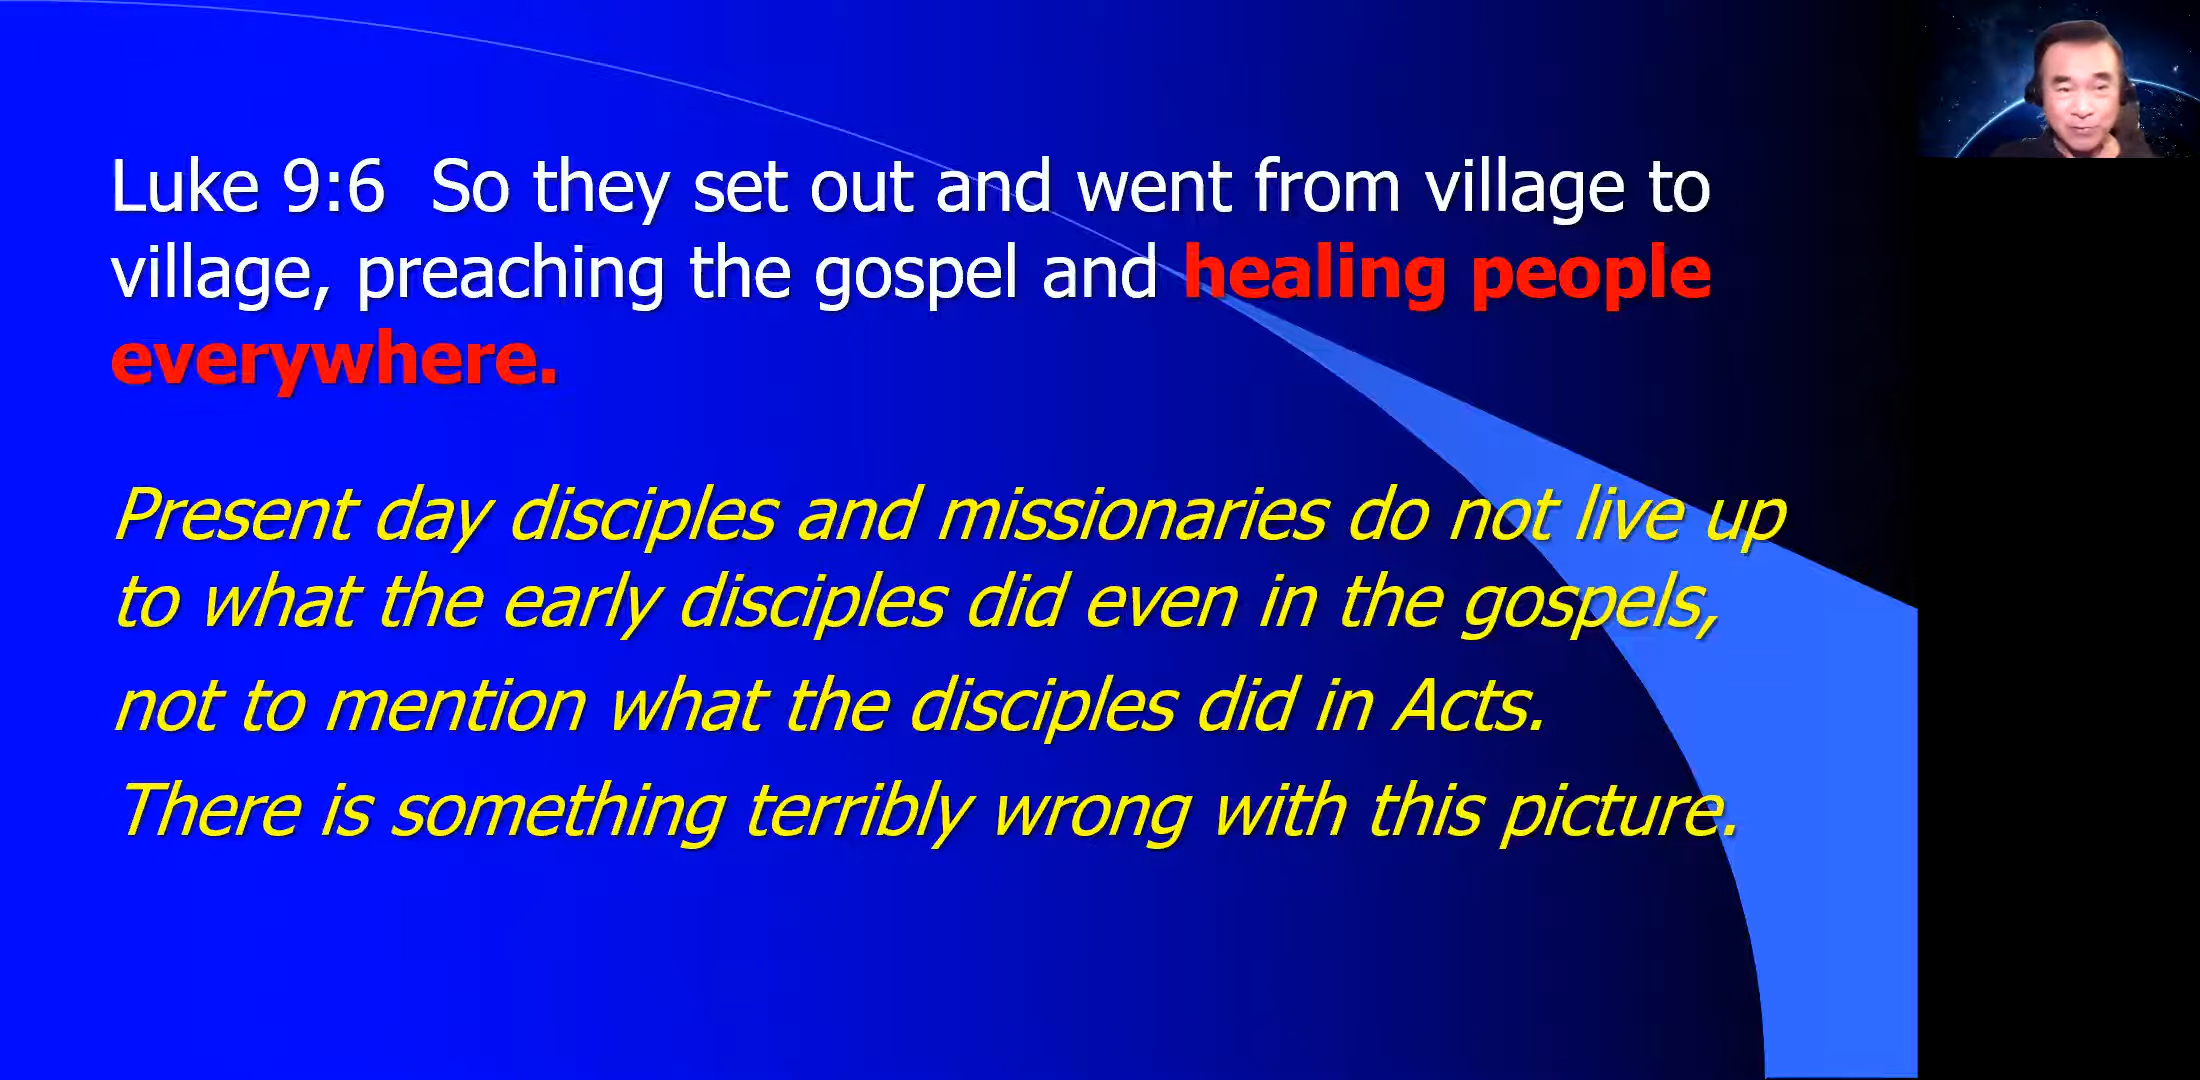 Luke 9:6 So they set out and went from village to
village, preaching the gospel and healing people
everywhere.
Present day disciples and missionaries do not live up
to what the early disciples did even in the gospels,
not to mention what the disciples did in Acts.
There is something terribly wrong with this picture.